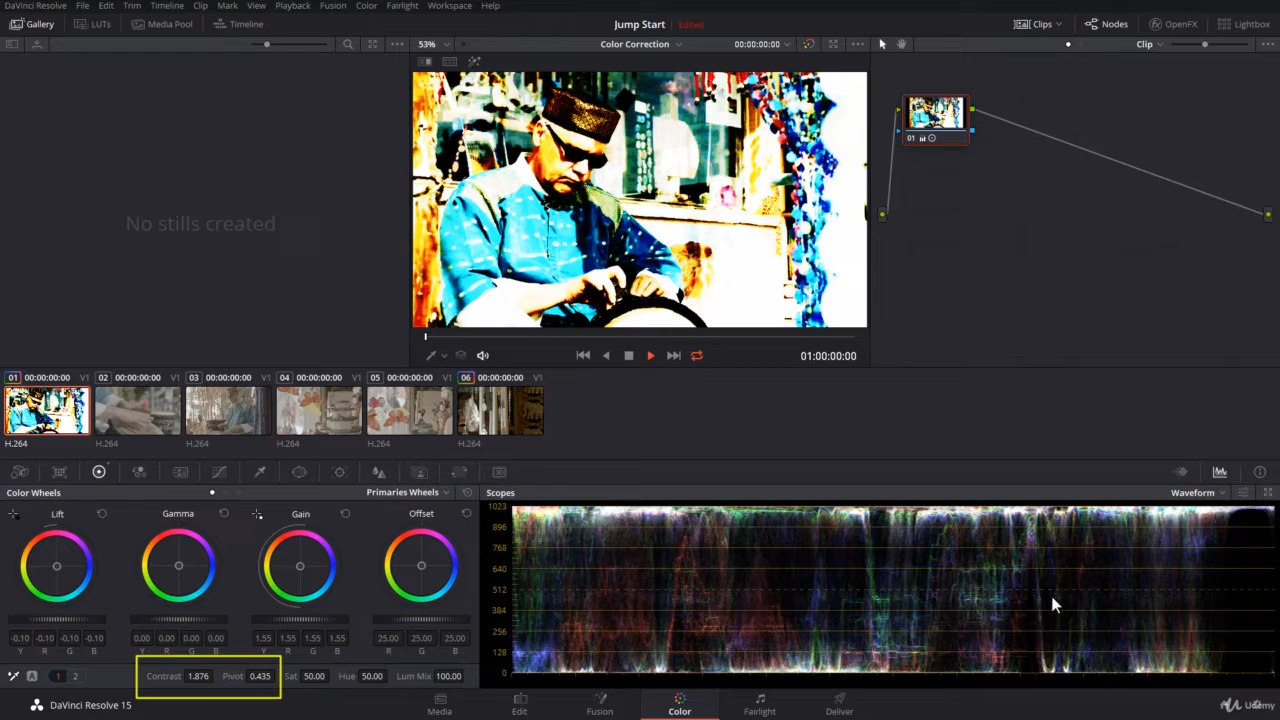 DaVinci Resolve File Edit Trim Timeline Clip Mark View Playback Fusion Color Fairlight Workspace Help
Gallery LUTs Media Pool Timeline Jump Start Edited Clips Nodes OpenFX Lightbox
53% Color Correction 00:00:00:00 Clip
No stills created
01
01:00:00:00
01 00:00:00:00 V1 02 00:00:00:00 V1 03 00:00:00:00 V1 04 00:00:00:00 V1 05 00:00:00:00 V1 06 00:00:00:00 V1
H.264 H.264 H.264 H.264 H.264 H.264
Color Wheels Primaries Wheels Scopes Waveform
Lift Gamma Gain Offset
1023
896
768
640
512
384
256
128
0
-0.10 -0.10 -0.10 -0.10 0.00 0.00 0.00 0.00 1.55 1.55 1.55 1.55 25.00 25.00 25.00
Y R G B Y R G B Y R G B R G B
A 1 2 Contrast 1.876 Pivot 0.435 Sat 50.00 Hue 50.00 Lum Mix 100.00
DaVinci Resolve 15 Media Edit Fusion Color Fairlight Deliver Udemy